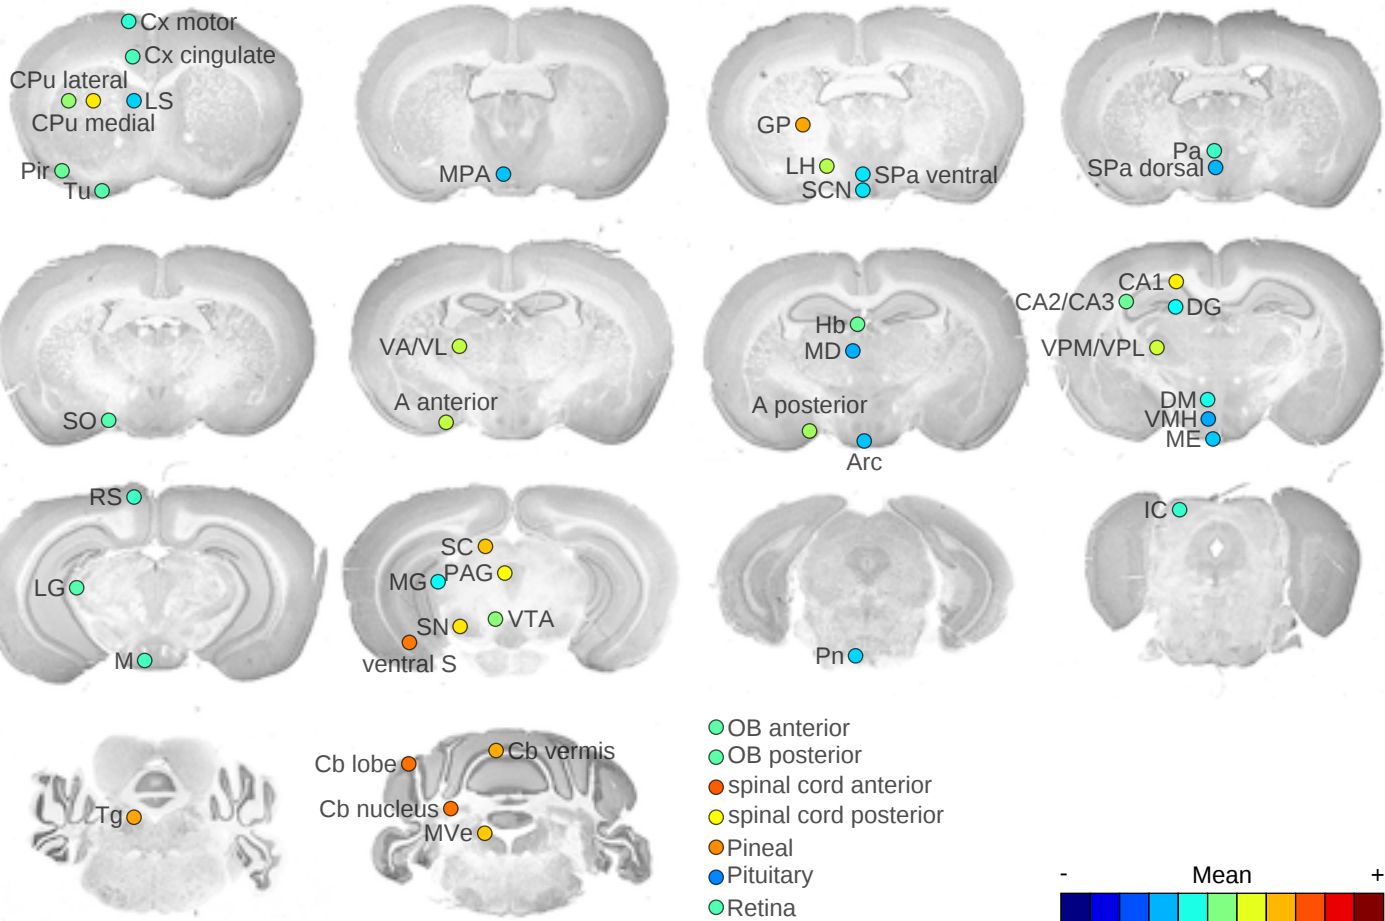 Cx motor
Cx cingulate
CPu lateral
LS
CPu medial
Pir
Tu
MPA
GP
LH
SPa ventral
SCN
Pa
SPa dorsal
SO
VA/VL
A anterior
Hb
MD
A posterior
Arc
CA1
CA2/CA3
DG
VPM/VPL
DM
VMH
ME
RS
LG
M
SC
PAG
MG
VTA
SN
ventral S
Pn
IC
Tg
Cb vermis
Cb lobe
Cb nucleus
MVe
OB anterior
OB posterior
spinal cord anterior
spinal cord posterior
Pineal
Pituitary
Retina
- Mean +